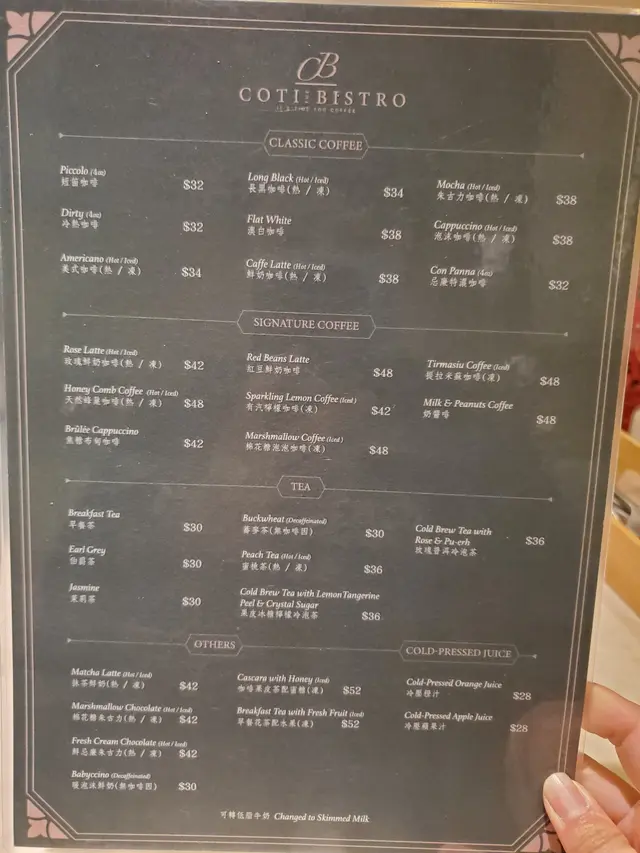 CB
COTI BISTRO
CLASSIC COFFEE
Piccolo (4oz)
短笛咖啡
$32
Dirty (4oz)
冷熱咖啡
$32
Americano (Hot / Iced)
美式咖啡(熱 / 凍)
$34
Long Black (Hot / Iced)
長黑咖啡(熱 / 凍)
$34
Flat White
澳白咖啡
$38
Caffe Latte (Hot / Iced)
鮮奶咖啡(熱 / 凍)
$38
Mocha (Hot / Iced)
朱古力咖啡(熱 / 凍)
$38
Cappuccino (Hot / Iced)
泡沫咖啡(熱 / 凍)
$38
Con Panna (4oz)
忌廉特濃咖啡
$32
SIGNATURE COFFEE
Rose Latte (Hot / Iced)
玫瑰鮮奶咖啡(熱 / 凍)
$42
Honey Comb Coffee (Hot / Iced)
天然蜂巢咖啡(熱 / 凍)
$48
Brûlée Cappuccino
焦糖布甸咖啡
$42
Red Beans Latte
紅豆鮮奶咖啡
$48
Sparkling Lemon Coffee (Iced)
有汽檸檬咖啡(凍)
$42
Marshmallow Coffee (Iced)
棉花糖泡泡咖啡(凍)
$48
Tirmasiu Coffee (Iced)
提拉米蘇咖啡(凍)
$48
Milk & Peanuts Coffee
奶醬啡
$48
TEA
Breakfast Tea
早餐茶
$30
Earl Grey
伯爵茶
$30
Jasmine
茉莉茶
$30
Buckwheat (Decaffeinated)
蕎麥茶(無咖啡因)
$30
Peach Tea (Hot / Iced)
蜜桃茶(熱 / 凍)
$36
Cold Brew Tea with Lemon Tangerine
Peel & Crystal Sugar
果皮冰糖檸檬冷泡茶
$36
Cold Brew Tea with
Rose & Pu-erh
玫瑰普洱冷泡茶
$36
OTHERS
Matcha Latte (Hot / Iced)
抹茶鮮奶(熱 / 凍)
$42
Marshmallow Chocolate (Hot / Iced)
棉花糖朱古力(熱 / 凍)
$42
Fresh Cream Chocolate (Hot / Iced)
鮮忌廉朱古力(熱 / 凍)
$42
Babyccino (Decaffeinated)
暖泡沫鮮奶(無咖啡因)
$30
Cascara with Honey (Iced)
咖啡果皮茶配蜜糖(凍)
$52
Breakfast Tea with Fresh Fruit (Iced)
早餐花茶配水果(凍)
$52
COLD-PRESSED JUICE
Cold-Pressed Orange Juice
冷壓橙汁
$28
Cold-Pressed Apple Juice
冷壓蘋果汁
$28
可轉低脂牛奶 Changed to Skimmed Milk